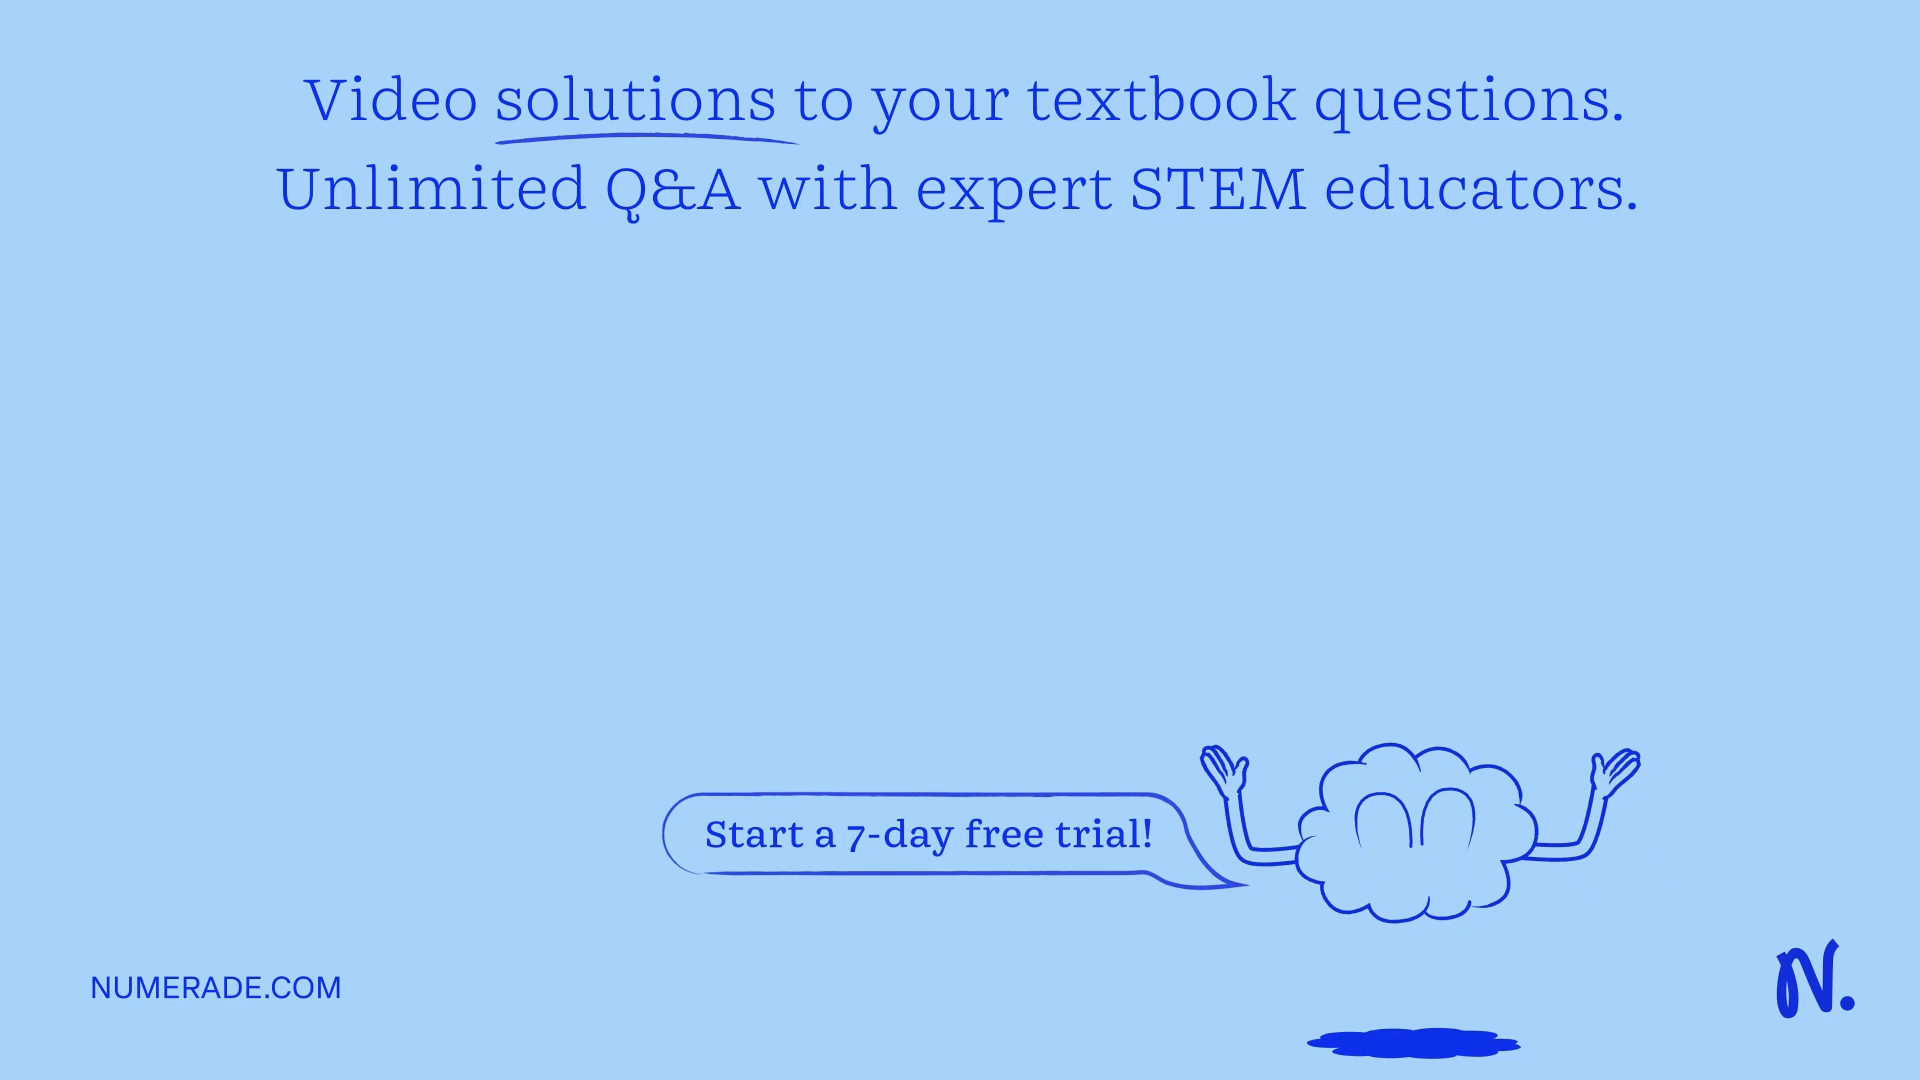 Video solutions to your textbook questions.
Unlimited Q&A with expert STEM educators.
Start a 7-day free trial!
NUMERADE.COM
N.